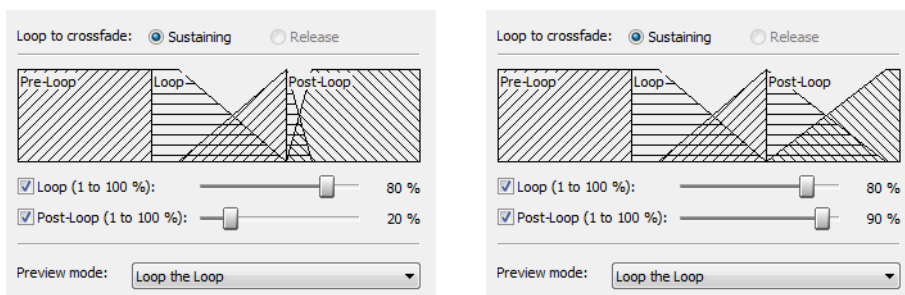 Loop to crossfade: Sustaining Release
Pre-Loop Loop Post-Loop
Loop (1 to 100 %): 80 %
Post-Loop (1 to 100 %): 20 %
Preview mode: Loop the Loop
Loop to crossfade: Sustaining Release
Pre-Loop Loop Post-Loop
Loop (1 to 100 %): 80 %
Post-Loop (1 to 100 %): 90 %
Preview mode: Loop the Loop